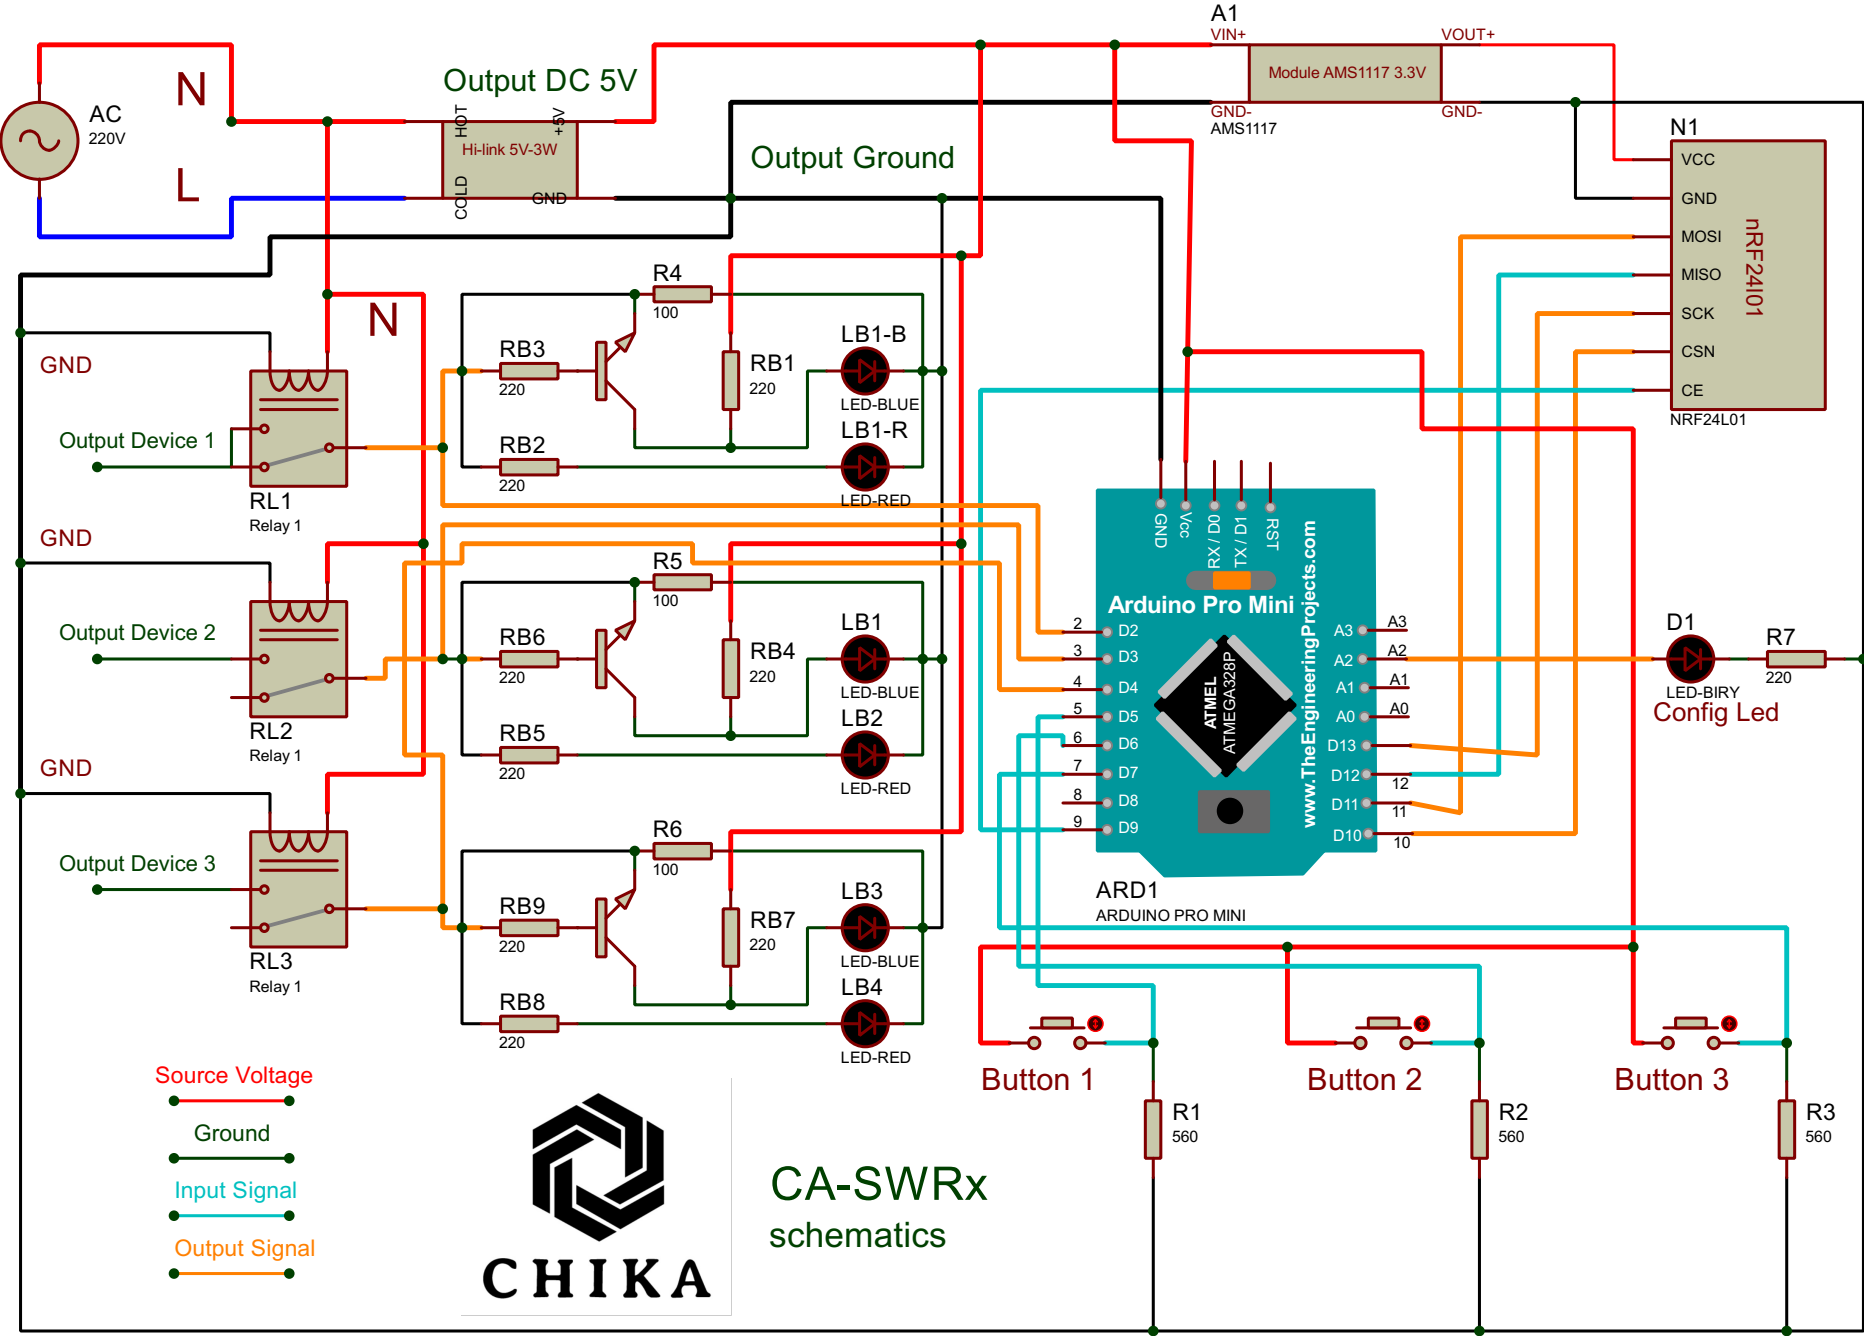 A1
VIN+
VOUT+
Module AMS1117 3.3V
GND-
GND-
AMS1117
N
AC
220V
L
Output DC 5V
HOT
+5V
Hi-link 5V-3W
COLD
GND
Output Ground
N1
VCC
GND
MOSI
MISO
SCK
CSN
CE
nRF24l01
NRF24L01
N
GND
Output Device 1
RL1
Relay 1
GND
Output Device 2
RL2
Relay 1
GND
Output Device 3
RL3
Relay 1
R4
100
RB3
220
RB1
220
LB1-B
LED-BLUE
RB2
220
LB1-R
LED-RED
R5
100
RB6
220
RB4
220
LB1
LED-BLUE
RB5
220
LB2
LED-RED
R6
100
RB9
220
RB7
220
LB3
LED-BLUE
RB8
220
LB4
LED-RED
GND
Vcc
RX / D0
TX / D1
RST
Arduino Pro Mini
www.TheEngineeringProjects.com
ATMEL
ATMEGA328P
2 D2
3 D3
4 D4
5 D5
6 D6
7 D7
8 D8
9 D9
A3 A3
A2 A2
A1 A1
A0 A0
D13
D12 12
D11 11
D10 10
ARD1
ARDUINO PRO MINI
D1
LED-BIRY
Config Led
R7
220
Button 1
Button 2
Button 3
R1
560
R2
560
R3
560
Source Voltage
Ground
Input Signal
Output Signal
CHIKA
CA-SWRx
schematics